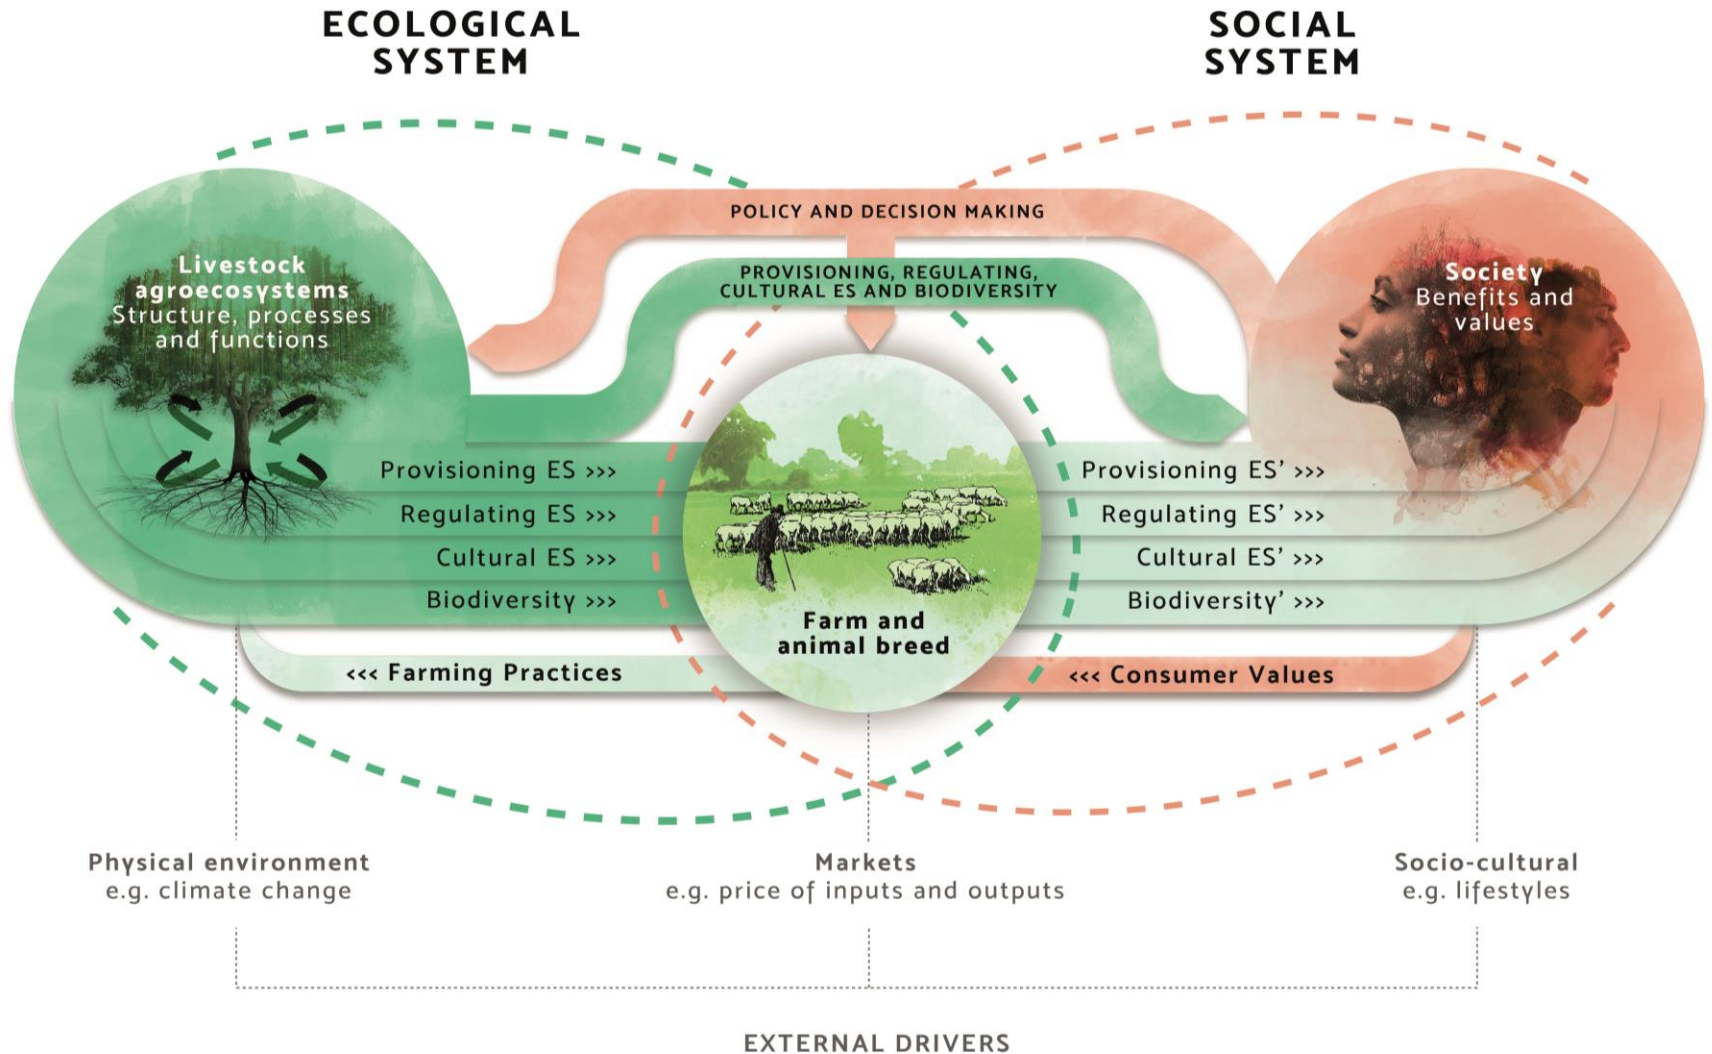 ECOLOGICAL
SYSTEM
SOCIAL
SYSTEM
POLICY AND DECISION MAKING
PROVISIONING, REGULATING,
CULTURAL ES AND BIODIVERSITY
Livestock
agroecosystems
Structure, processes
and functions
Society
Benefits and
values
Provisioning ES >>>
Regulating ES >>>
Cultural ES >>>
Biodiversity >>>
Provisioning ES’ >>>
Regulating ES’ >>>
Cultural ES’ >>>
Biodiversity’ >>>
Farm and
animal breed
<<< Farming Practices
<<< Consumer Values
Physical environment
e.g. climate change
Markets
e.g. price of inputs and outputs
Socio-cultural
e.g. lifestyles
EXTERNAL DRIVERS